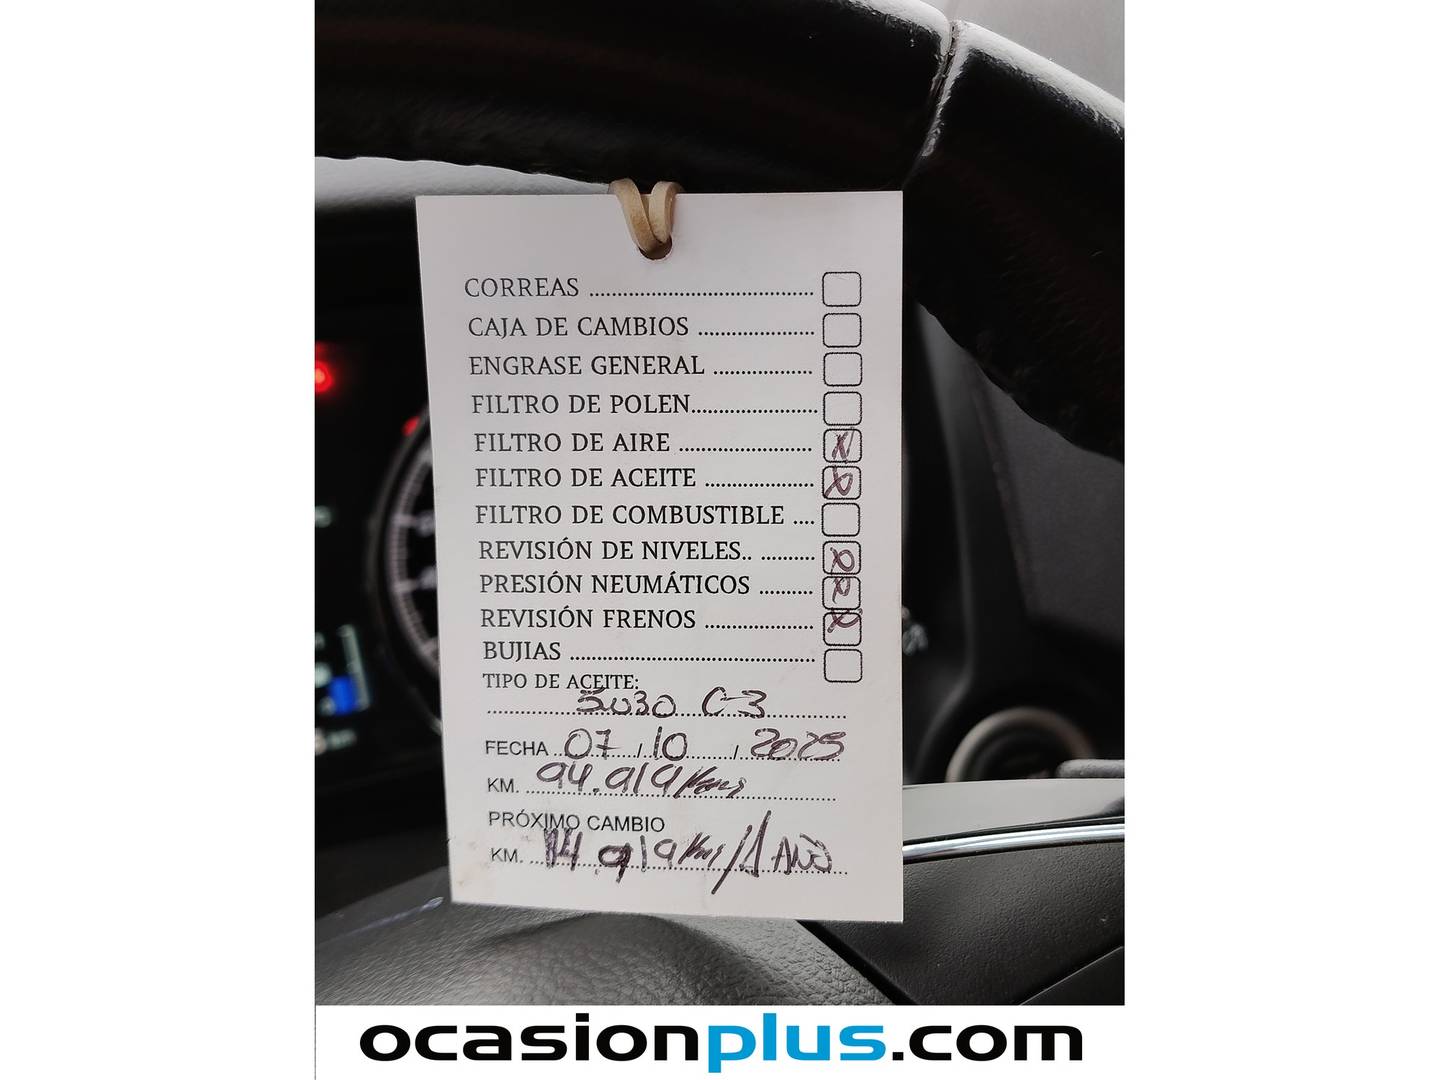 CORREAS
CAJA DE CAMBIOS
ENGRASE GENERAL
FILTRO DE POLEN
FILTRO DE AIRE X
FILTRO DE ACEITE X
FILTRO DE COMBUSTIBLE
REVISIÓN DE NIVELES X
PRESIÓN NEUMÁTICOS X
REVISIÓN FRENOS X
BUJIAS
TIPO DE ACEITE:
5W30 C-3
FECHA 07 / 10 / 2025
KM. 94.919 Kms
PRÓXIMO CAMBIO
KM. 114.919 Km / 1 AÑO
ocasionplus.com